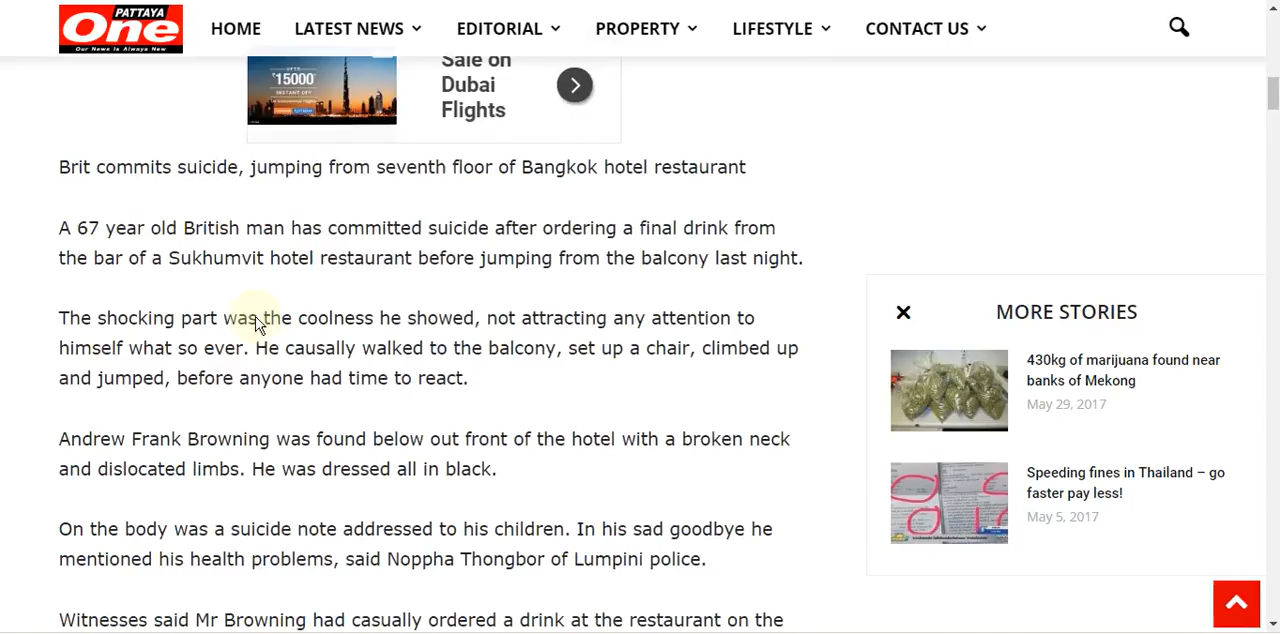 PATTAYA
One
Our News Is Always New
HOME
LATEST NEWS
EDITORIAL
PROPERTY
LIFESTYLE
CONTACT US
15000
INSTANT OFF
Sale on
Dubai
Flights
Brit commits suicide, jumping from seventh floor of Bangkok hotel restaurant
A 67 year old British man has committed suicide after ordering a final drink from
the bar of a Sukhumvit hotel restaurant before jumping from the balcony last night.
The shocking part was the coolness he showed, not attracting any attention to
himself what so ever. He causally walked to the balcony, set up a chair, climbed up
and jumped, before anyone had time to react.
Andrew Frank Browning was found below out front of the hotel with a broken neck
and dislocated limbs. He was dressed all in black.
On the body was a suicide note addressed to his children. In his sad goodbye he
mentioned his health problems, said Noppha Thongbor of Lumpini police.
Witnesses said Mr Browning had casually ordered a drink at the restaurant on the
MORE STORIES
430kg of marijuana found near
banks of Mekong
May 29, 2017
Speeding fines in Thailand – go
faster pay less!
May 5, 2017